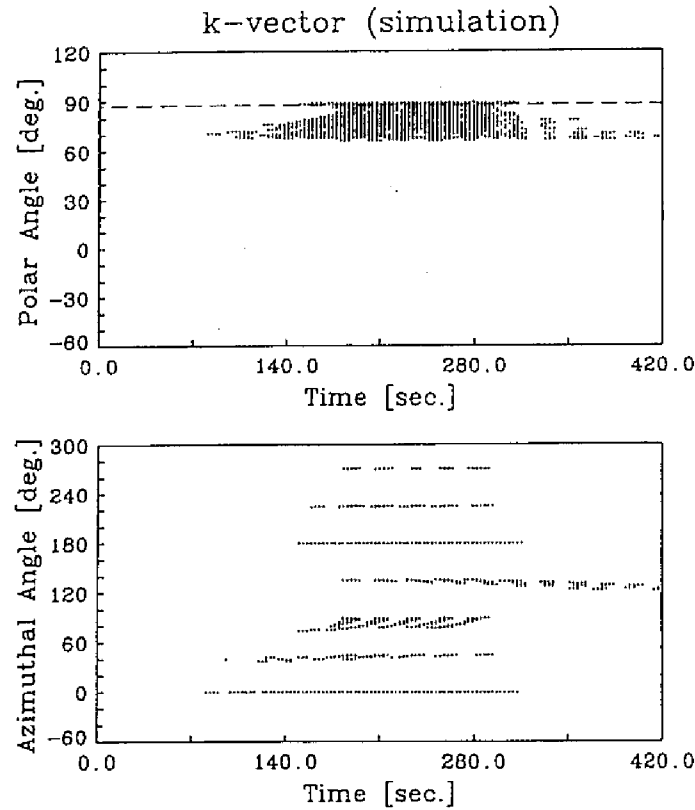 k-vector (simulation)
120
90
60
30
0
-30
-60
Polar Angle [deg.]
0.0 140.0 280.0 420.0
Time [sec.]
300
240
180
120
60
0
-60
Azimuthal Angle [deg.]
0.0 140.0 280.0 420.0
Time [sec.]